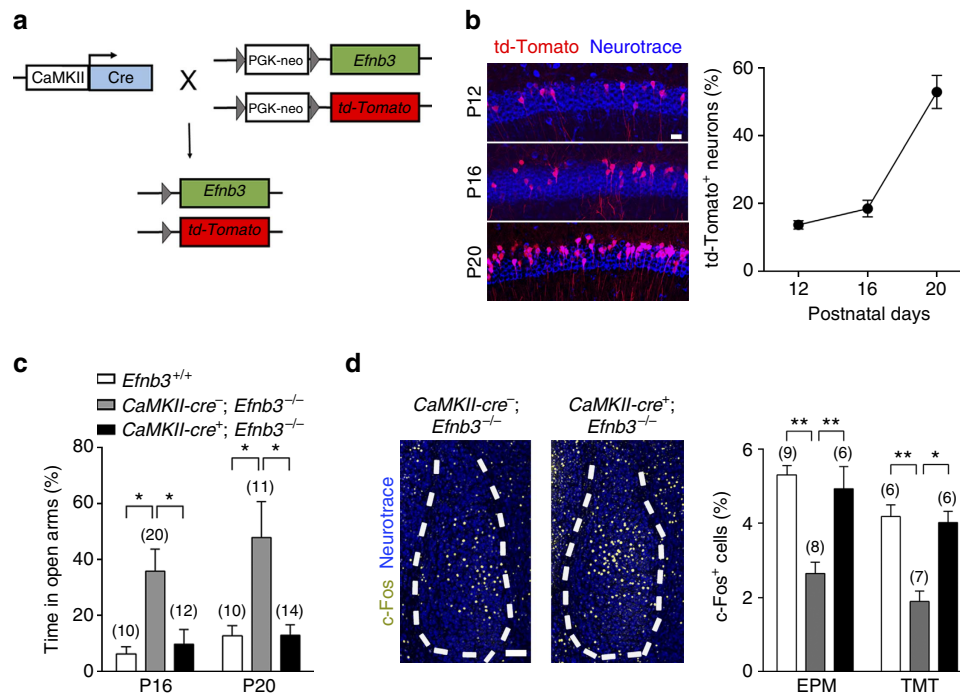 a
CaMKII
Cre
X
PGK-neo
Efnb3
PGK-neo
td-Tomato
Efnb3
td-Tomato
b
td-Tomato Neurotrace
P12
P16
P20
td-Tomato⁺ neurons (%)
60
40
20
0
12 16 20
Postnatal days
c
Efnb3⁺/⁺
CaMKII-cre⁻; Efnb3⁻/⁻
CaMKII-cre⁺; Efnb3⁻/⁻
Time in open arms (%)
80
60
40
20
0
* *
* *
(10) (20) (12)
(10) (11) (14)
P16 P20
d
CaMKII-cre⁻;
Efnb3⁻/⁻
CaMKII-cre⁺;
Efnb3⁻/⁻
c-Fos Neurotrace
c-Fos⁺ cells (%)
6
4
2
0
** **
** *
(9) (8) (6)
(6) (7) (6)
EPM TMT